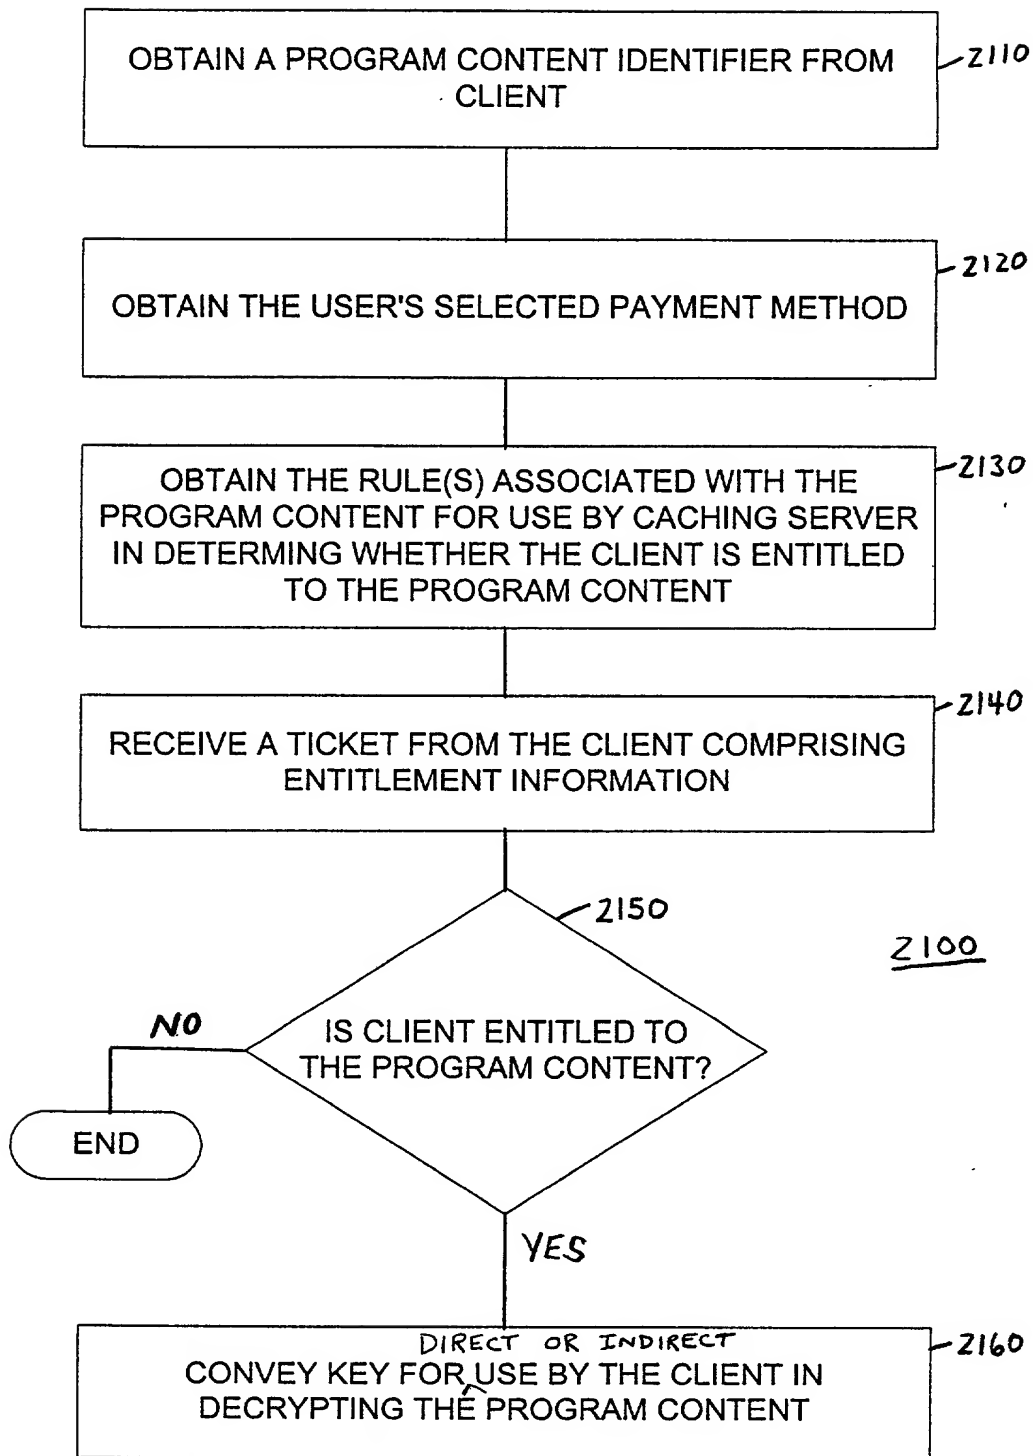 OBTAIN A PROGRAM CONTENT IDENTIFIER FROM
CLIENT
2110
OBTAIN THE USER'S SELECTED PAYMENT METHOD
2120
OBTAIN THE RULE(S) ASSOCIATED WITH THE
PROGRAM CONTENT FOR USE BY CACHING SERVER
IN DETERMING WHETHER THE CLIENT IS ENTITLED
TO THE PROGRAM CONTENT
2130
RECEIVE A TICKET FROM THE CLIENT COMPRISING
ENTITLEMENT INFORMATION
2140
2150
2100
IS CLIENT ENTITLED TO
THE PROGRAM CONTENT?
NO
END
YES
DIRECT OR INDIRECT
CONVEY KEY FOR USE BY THE CLIENT IN
DECRYPTING THE PROGRAM CONTENT
2160